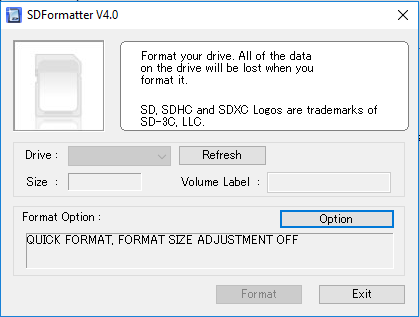 SDFormatter V4.0
Format your drive. All of the data
on the drive will be lost when you
format it.
SD, SDHC and SDXC Logos are trademarks of
SD-3C, LLC.
Drive :
Refresh
Size :
Volume Label :
Format Option :
Option
QUICK FORMAT, FORMAT SIZE ADJUSTMENT OFF
Format
Exit